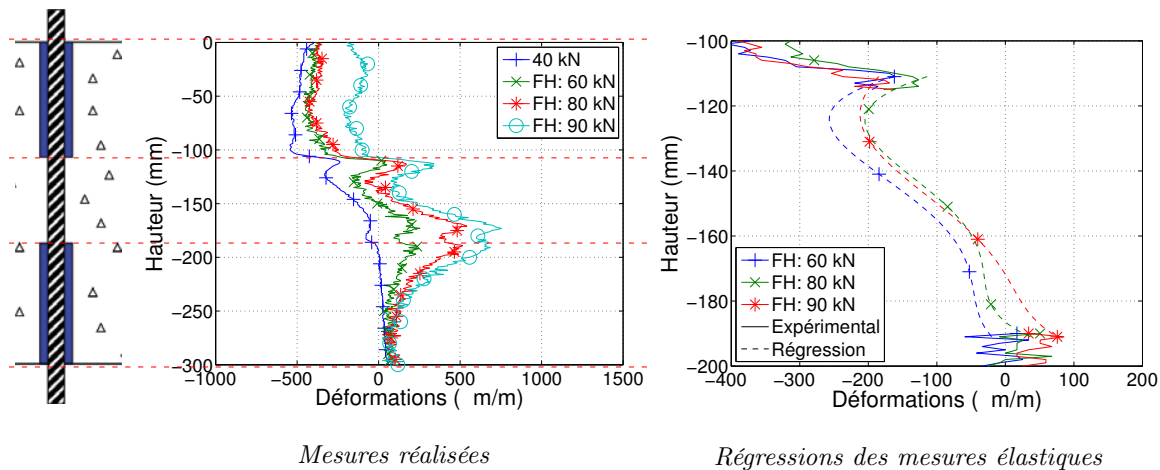 0
−50
−100
−150
−200
−250
−300
−1000
−500
0
500
1000
1500
Hauteur (mm)
Déformations ( m/m)
40 kN
FH: 60 kN
FH: 80 kN
FH: 90 kN
Mesures réalisées
−100
−120
−140
−160
−180
−200
−400
−300
−200
−100
0
100
200
Hauteur (mm)
Déformations ( m/m)
FH: 60 kN
FH: 80 kN
FH: 90 kN
Expérimental
Régression
Régressions des mesures élastiques